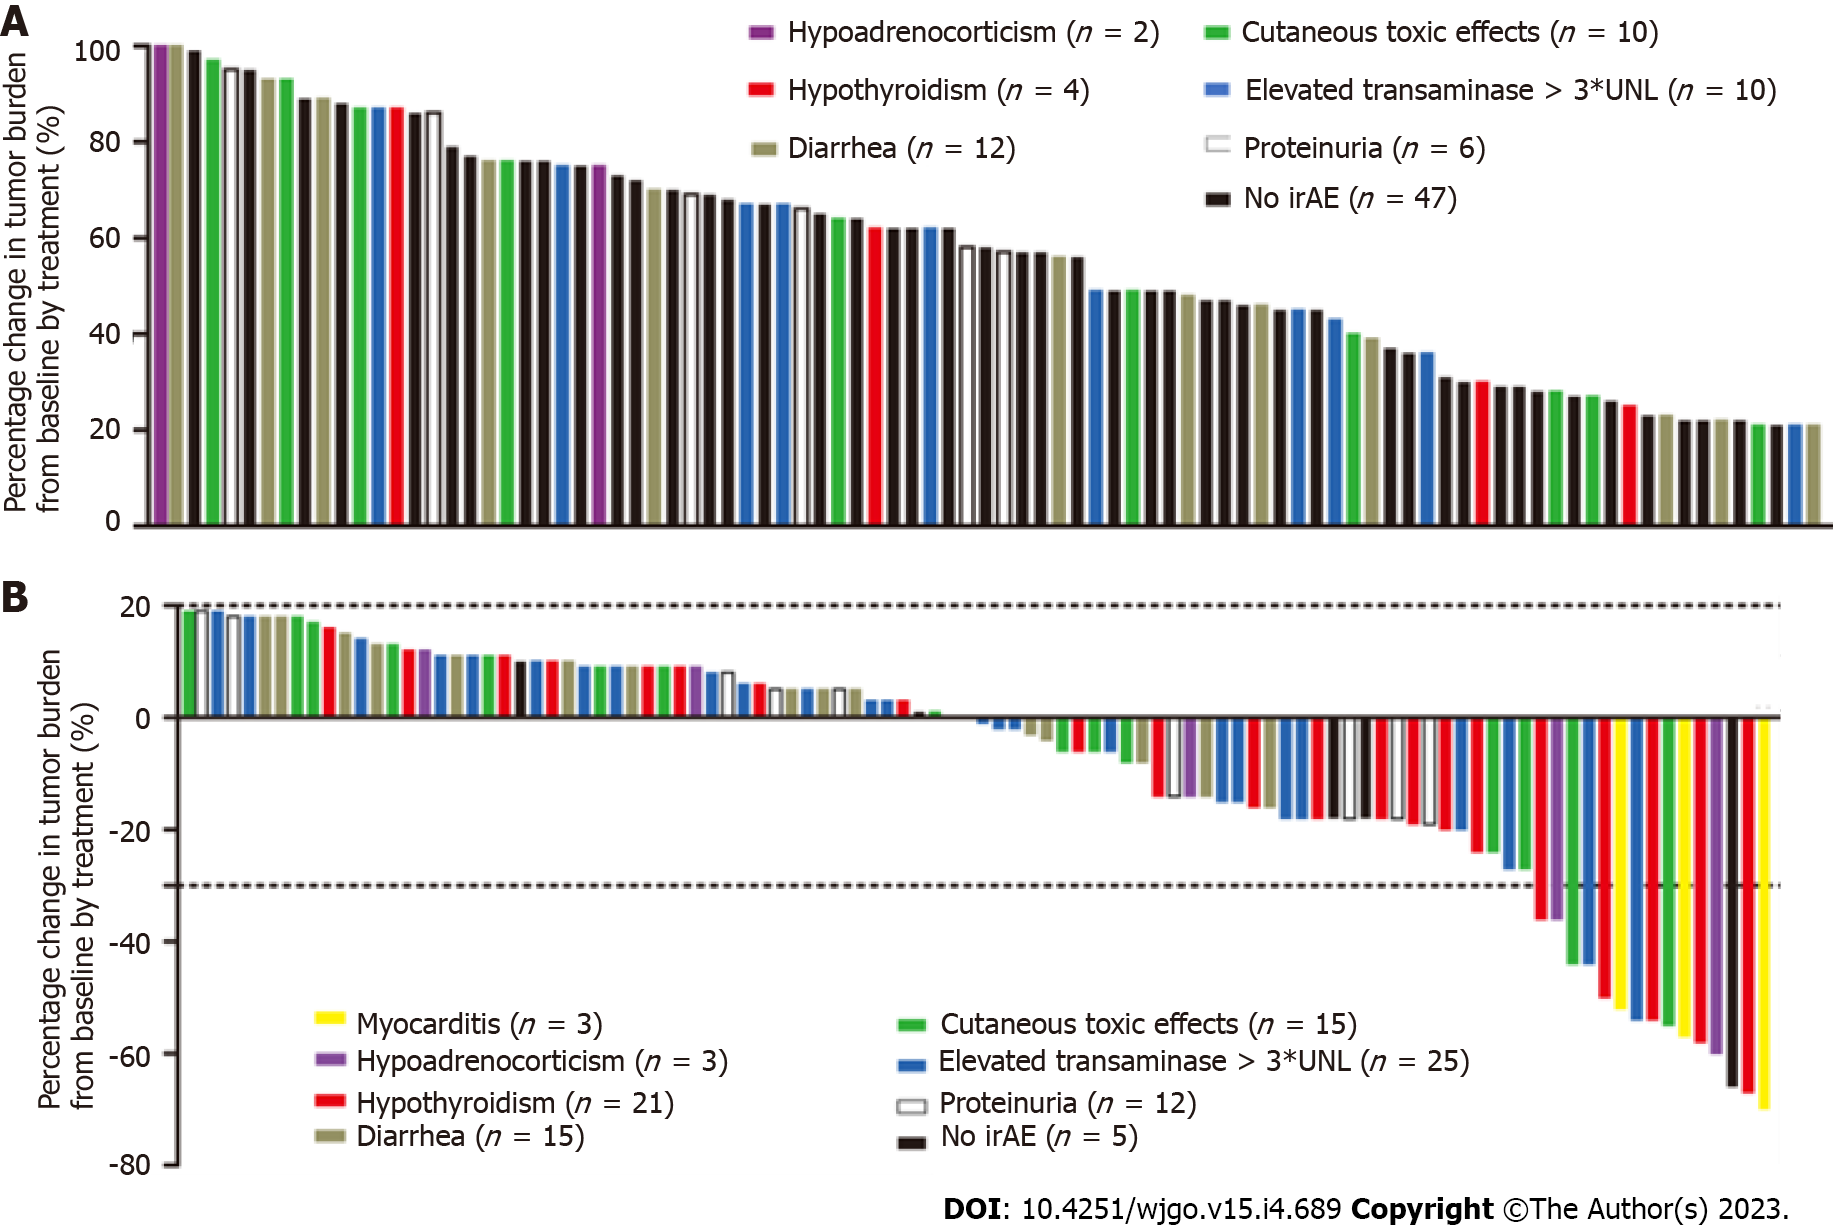 A
Percentage change in tumor burden
from baseline by treatment (%)
100
80
60
40
20
0
Hypoadrenocorticism (n = 2)
Hypothyroidism (n = 4)
Diarrhea (n = 12)
Cutaneous toxic effects (n = 10)
Elevated transaminase > 3*UNL (n = 10)
Proteinuria (n = 6)
No irAE (n = 47)
B
Percentage change in tumor burden
from baseline by treatment (%)
20
0
-20
-40
-60
-80
Myocarditis (n = 3)
Hypoadrenocorticism (n = 3)
Hypothyroidism (n = 21)
Diarrhea (n = 15)
Cutaneous toxic effects (n = 15)
Elevated transaminase > 3*UNL (n = 25)
Proteinuria (n = 12)
No irAE (n = 5)
DOI: 10.4251/wjgo.v15.i4.689 Copyright ©The Author(s) 2023.